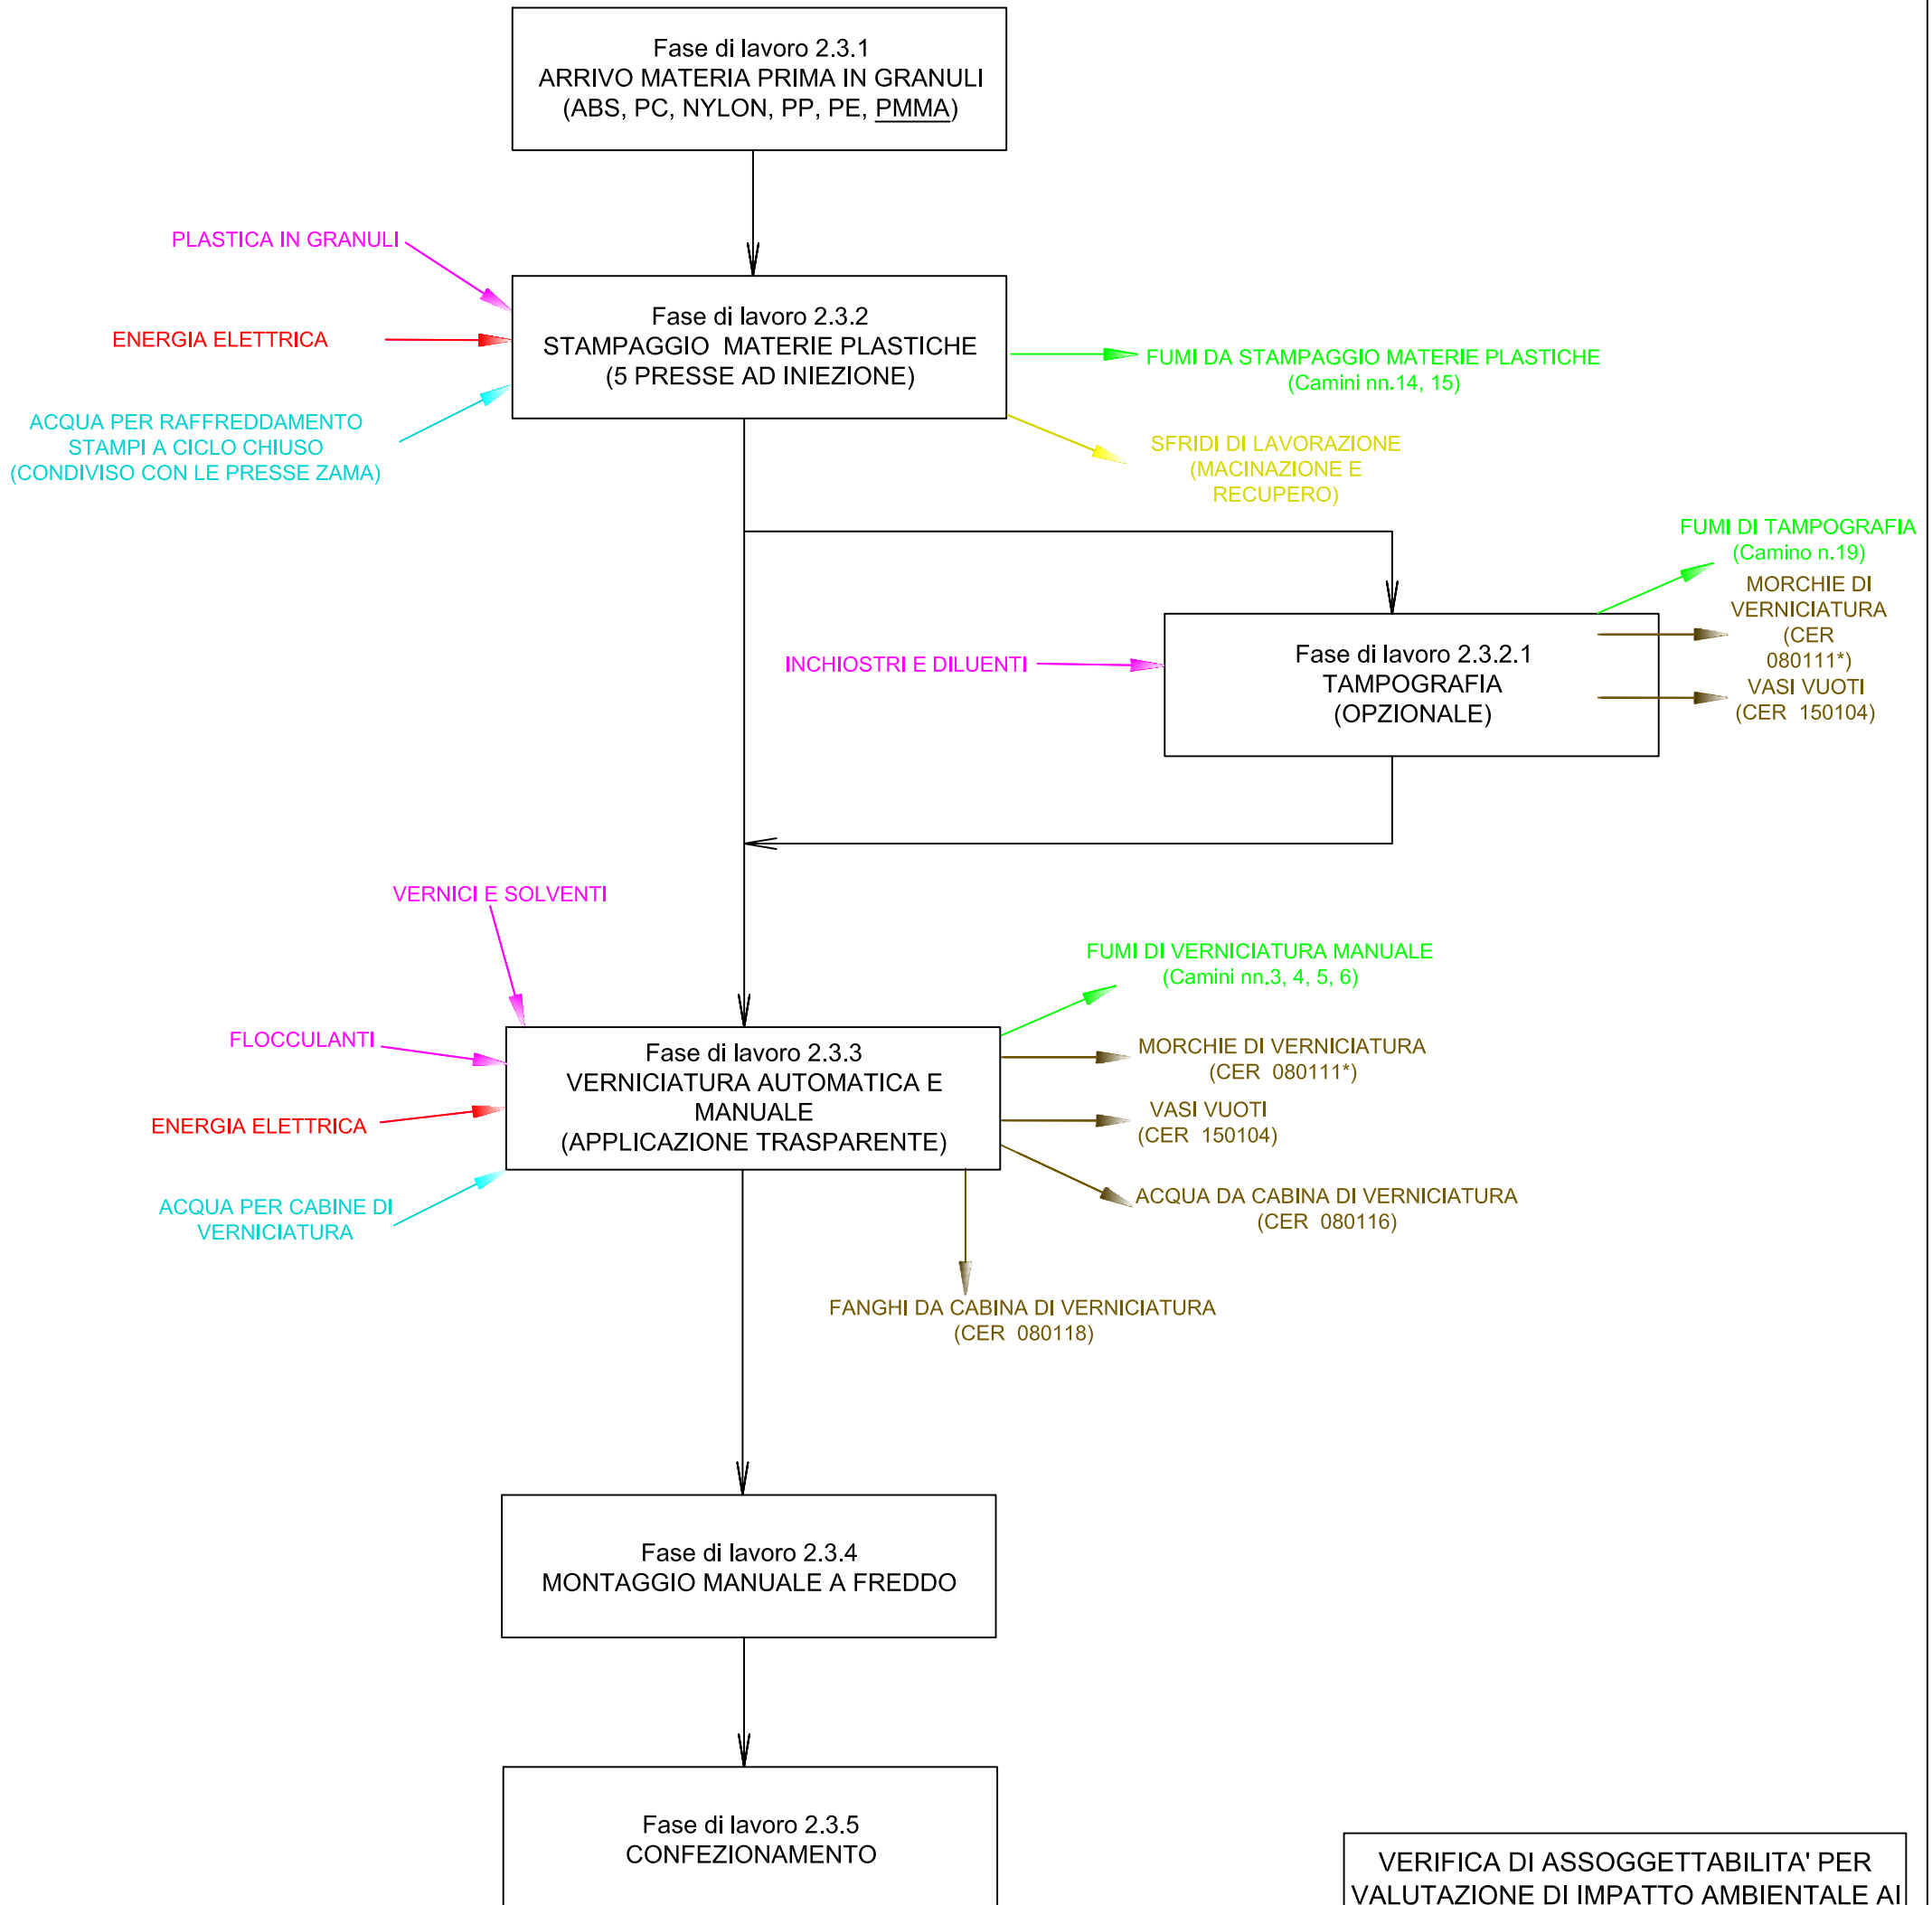 Fase di lavoro 2.3.1
ARRIVO MATERIA PRIMA IN GRANULI
(ABS, PC, NYLON, PP, PE, PMMA)
PLASTICA IN GRANULI
ENERGIA ELETTRICA
ACQUA PER RAFFREDDAMENTO
STAMPI A CICLO CHIUSO
(CONDIVISO CON LE PRESSE ZAMA)
Fase di lavoro 2.3.2
STAMPAGGIO  MATERIE PLASTICHE
(5 PRESSE AD INIEZIONE)
FUMI DA STAMPAGGIO MATERIE PLASTICHE
(Camini nn.14, 15)
SFRIDI DI LAVORAZIONE
(MACINAZIONE E
RECUPERO)
INCHIOSTRI E DILUENTI
Fase di lavoro 2.3.2.1
TAMPOGRAFIA
(OPZIONALE)
FUMI DI TAMPOGRAFIA
(Camino n.19)
MORCHIE DI
VERNICIATURA
(CER
080111*)
VASI VUOTI
(CER  150104)
VERNICI E SOLVENTI
FLOCCULANTI
ENERGIA ELETTRICA
ACQUA PER CABINE DI
VERNICIATURA
Fase di lavoro 2.3.3
VERNICIATURA AUTOMATICA E
MANUALE
(APPLICAZIONE TRASPARENTE)
FUMI DI VERNICIATURA MANUALE
(Camini nn.3, 4, 5, 6)
MORCHIE DI VERNICIATURA
(CER  080111*)
VASI VUOTI
(CER  150104)
ACQUA DA CABINA DI VERNICIATURA
(CER  080116)
FANGHI DA CABINA DI VERNICIATURA
(CER  080118)
Fase di lavoro 2.3.4
MONTAGGIO MANUALE A FREDDO
Fase di lavoro 2.3.5
CONFEZIONAMENTO
VERIFICA DI ASSOGGETTABILITA' PER
VALUTAZIONE DI IMPATTO AMBIENTALE AI